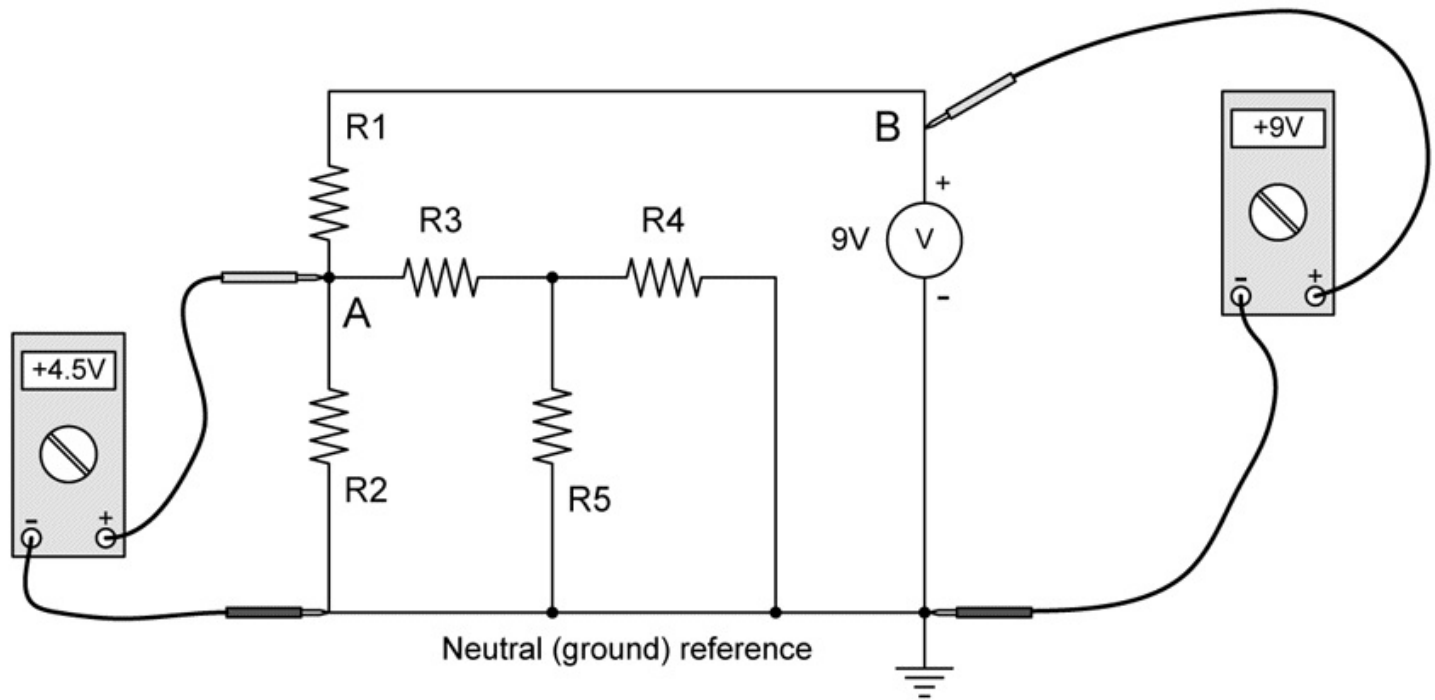 R1
B
+9V
+
R3
R4
9V
V
-
+
-
A
+4.5V
R2
R5
-
+
Neutral (ground) reference